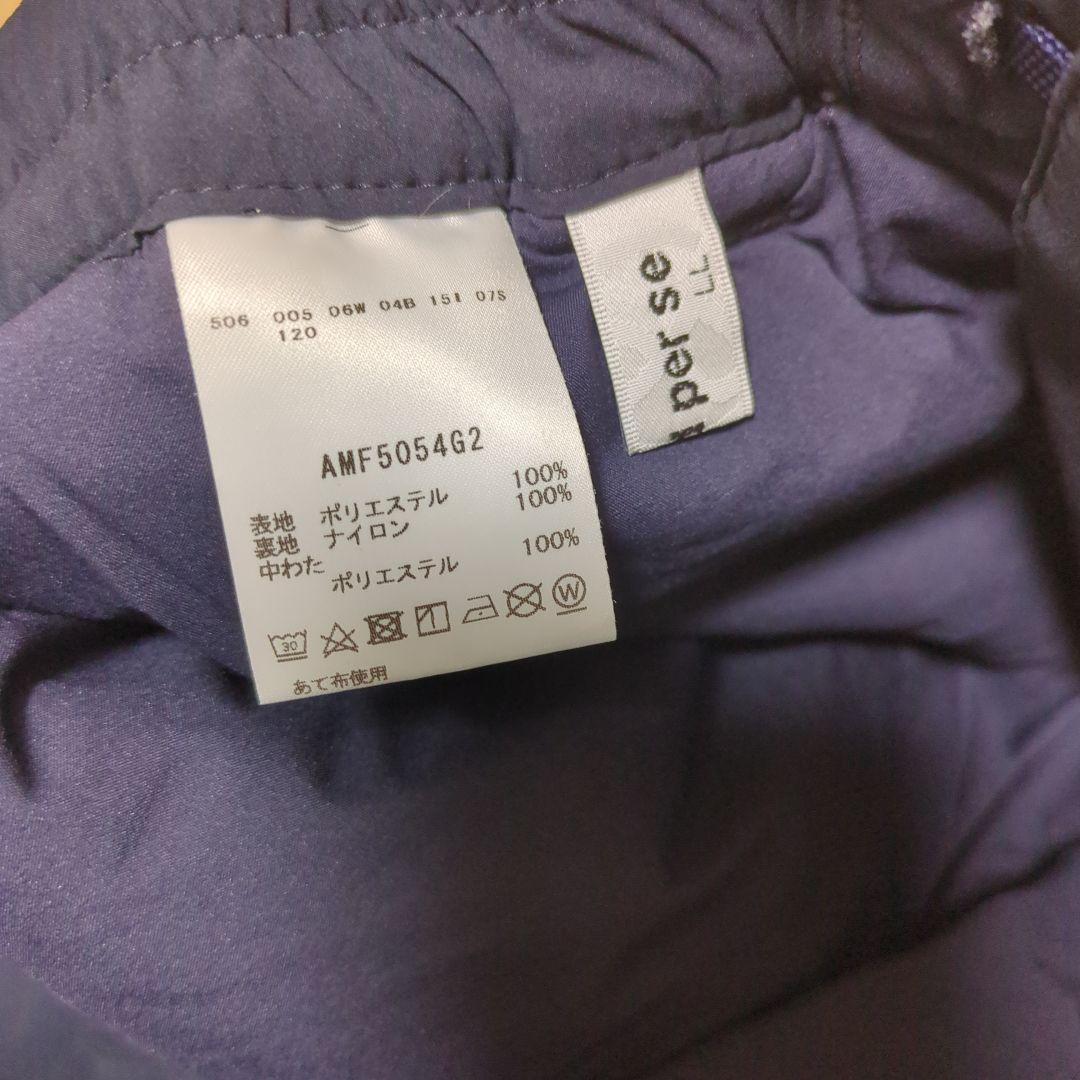 506 005 06W 04B 151 07S
120
AMF5054G2
表地 ポリエステル 100%
裏地 ナイロン 100%
中わた ポリエステル 100%
30
W
あて布使用
per se
LL